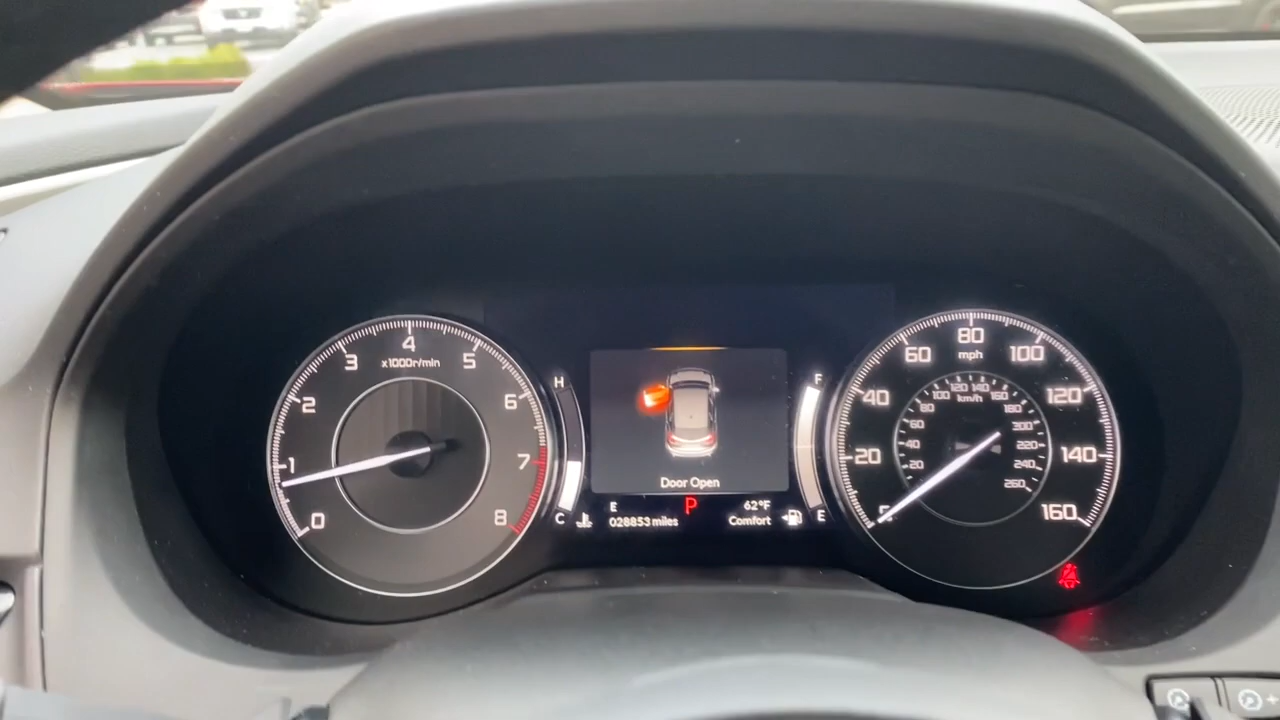 0
1
2
3
4
5
6
7
8
x1000r/min
H
C
Door Open
E
028853 miles
P
62°F
Comfort
F
E
20
40
60
80
100
120
140
160
mph
km/h
20
40
60
80
100
120
140
160
180
220
240
260